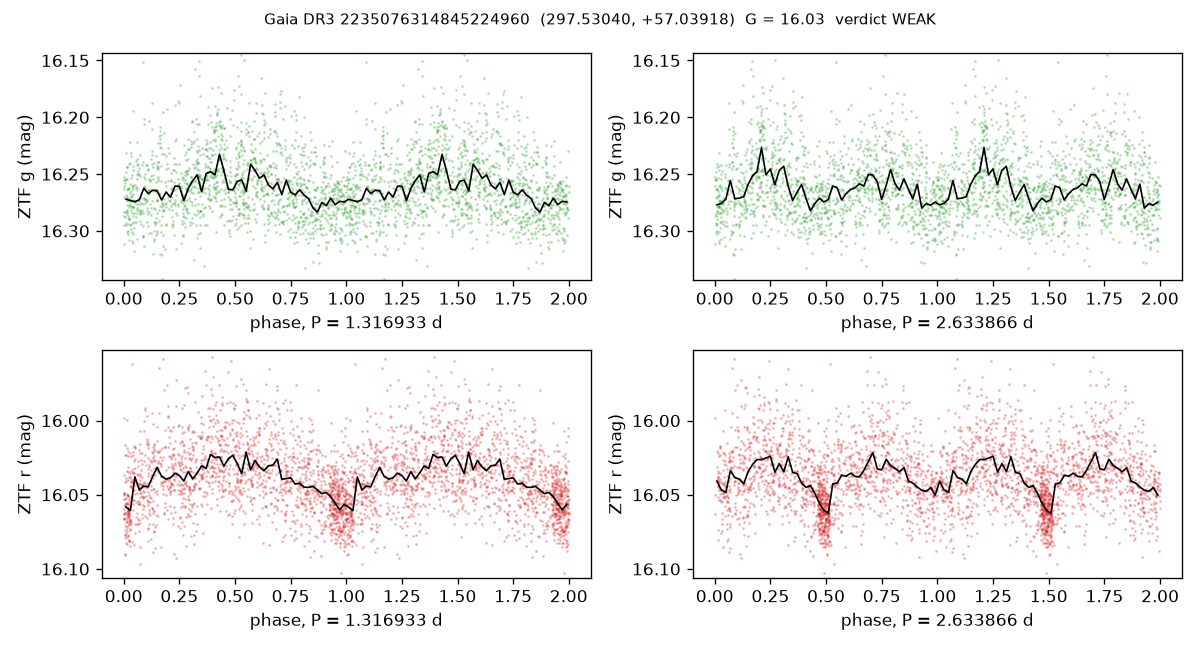 Gaia DR3 2235076314845224960 (297.53040, +57.03918) G = 16.03 verdict WEAK
ZTF g (mag)
16.15
16.20
16.25
16.30
0.00 0.25 0.50 0.75 1.00 1.25 1.50 1.75 2.00
phase, P = 1.316933 d
ZTF g (mag)
16.15
16.20
16.25
16.30
0.00 0.25 0.50 0.75 1.00 1.25 1.50 1.75 2.00
phase, P = 2.633866 d
ZTF r (mag)
16.00
16.05
16.10
0.00 0.25 0.50 0.75 1.00 1.25 1.50 1.75 2.00
phase, P = 1.316933 d
ZTF r (mag)
16.00
16.05
16.10
0.00 0.25 0.50 0.75 1.00 1.25 1.50 1.75 2.00
phase, P = 2.633866 d